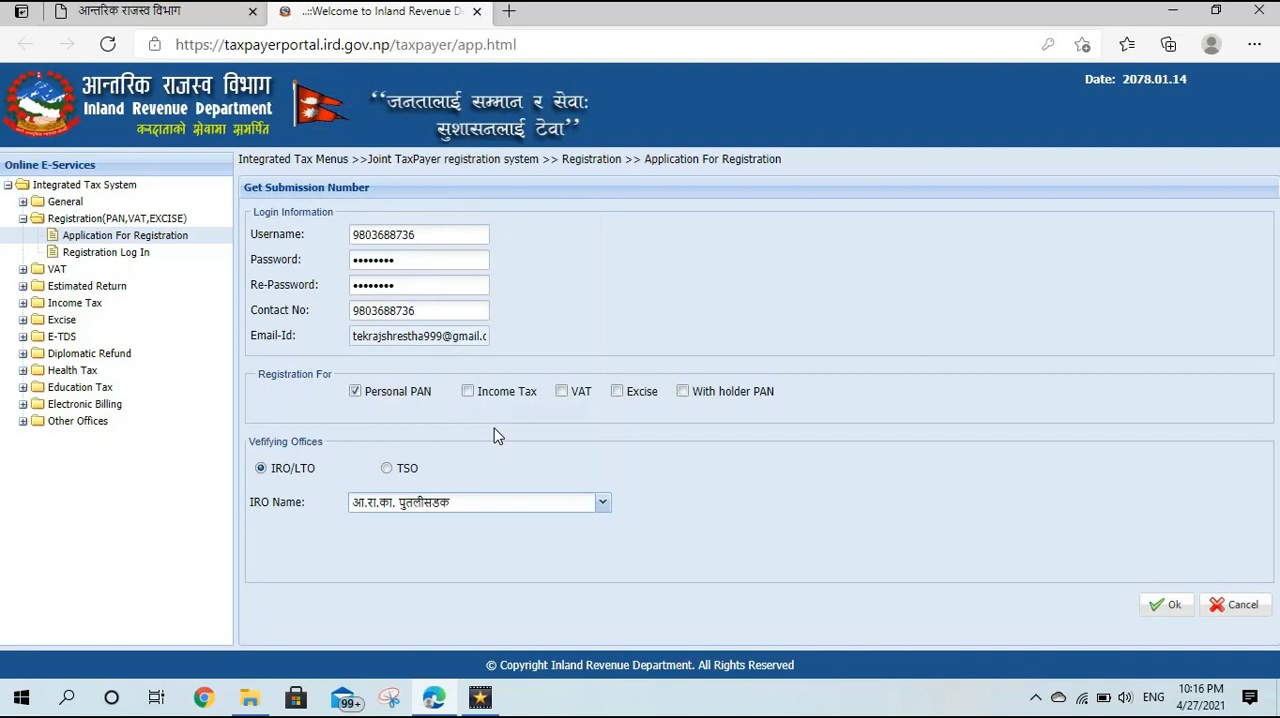 आन्तरिक राजस्व विभाग
..::Welcome to Inland Revenue D
https://taxpayerportal.ird.gov.np/taxpayer/app.html
आन्तरिक राजस्व विभाग
Inland Revenue Department
करदाताको सेवामा समर्पित
“जनतालाई सम्मान र सेवा:
सुशासनलाई टेवा”
Date: 2078.01.14
Online E-Services
Integrated Tax System
General
Registration(PAN,VAT,EXCISE)
Application For Registration
Registration Log In
VAT
Estimated Return
Income Tax
Excise
E-TDS
Diplomatic Refund
Health Tax
Education Tax
Electronic Billing
Other Offices
Integrated Tax Menus >>Joint TaxPayer registration system >> Registration >> Application For Registration
Get Submission Number
Login Information
Username: 9803688736
Password: ••••••••
Re-Password: ••••••••
Contact No: 9803688736
Email-Id: tekrajshrestha999@gmail.c
Registration For
Personal PAN Income Tax VAT Excise With holder PAN
Vefifying Offices
IRO/LTO TSO
IRO Name: आ.रा.का. पुतलीसडक
Ok Cancel
© Copyright Inland Revenue Department. All Rights Reserved
99+
ENG
10:16 PM
4/27/2021